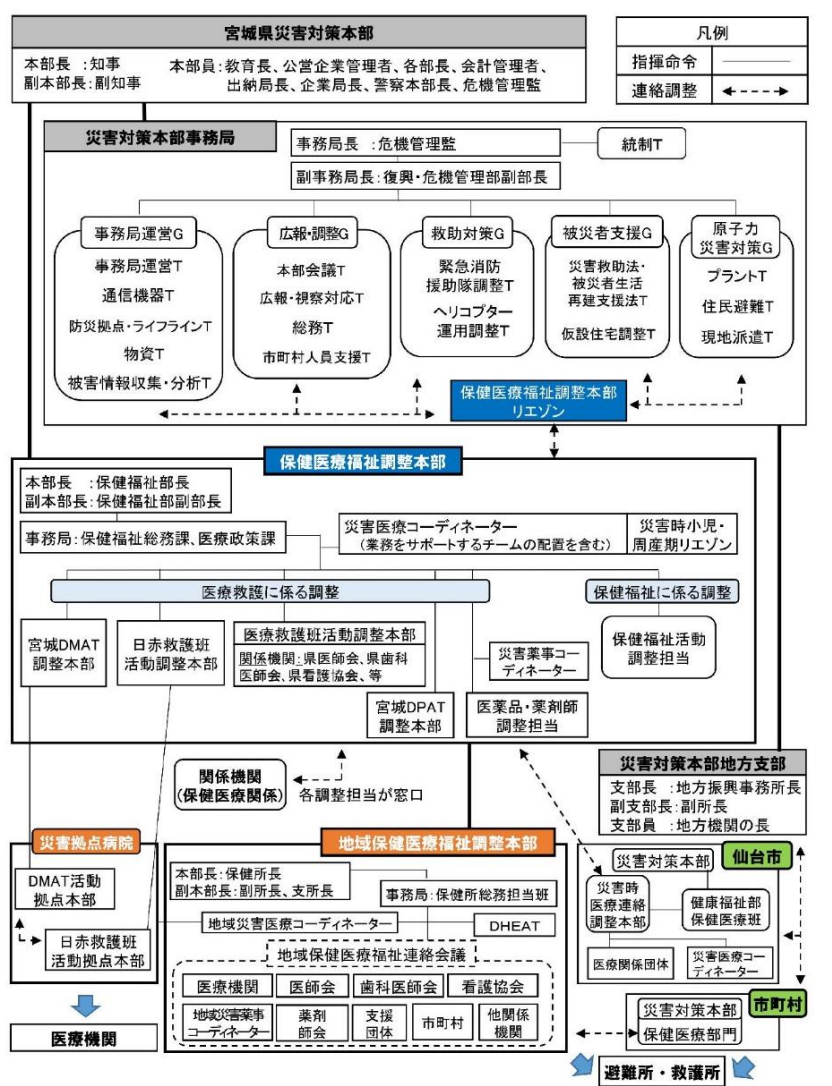 宮城県災害対策本部
本部長 :知事
副本部長:副知事
本部員:教育長、公営企業管理者、各部長、会計管理者、
出納局長、企業局長、警察本部長、危機管理監
凡例
指揮命令
連絡調整
災害対策本部事務局
事務局長 :危機管理監
統制T
副事務局長:復興・危機管理部副部長
事務局運営G
事務局運営T
通信機器T
防災拠点・ライフラインT
物資T
被害情報収集・分析T
広報・調整G
本部会議T
広報・視察対応T
総務T
市町村人員支援T
救助対策G
緊急消防
援助隊調整T
ヘリコプター
運用調整T
被災者支援G
災害救助法・
被災者生活
再建支援法T
仮設住宅調整T
原子力
災害対策G
プラントT
住民避難T
現地派遣T
保健医療福祉調整本部
リエゾン
保健医療福祉調整本部
本部長 :保健福祉部長
副本部長:保健福祉部副部長
事務局:保健福祉総務課、医療政策課
災害医療コーディネーター
(業務をサポートするチームの配置を含む)
災害時小児・
周産期リエゾン
医療救護に係る調整
保健福祉に係る調整
宮城DMAT
調整本部
日赤救護班
活動調整本部
医療救護班活動調整本部
関係機関:県医師会、県歯科
医師会、県看護協会、等
宮城DPAT
調整本部
災害薬事コー
ディネーター
医薬品・薬剤師
調整担当
保健福祉活動
調整担当
関係機関
(保健医療関係)
各調整担当が窓口
災害対策本部地方支部
支部長 :地方振興事務所長
副支部長:副所長
支部員 :地方機関の長
災害拠点病院
DMAT活動
拠点本部
日赤救護班
活動拠点本部
医療機関
地域保健医療福祉調整本部
本部長:保健所長
副本部長:副所長、支所長
事務局:保健所総務担当班
地域災害医療コーディネーター
DHEAT
地域保健医療福祉連絡会議
医療機関
医師会
歯科医師会
看護協会
地域災害薬事
コーディネーター
薬剤
師会
支援
団体
市町村
他関係
機関
仙台市
災害対策本部
災害時
医療連絡
調整本部
健康福祉部
保健医療班
医療関係団体
災害医療コー
ディネーター
市町村
災害対策本部
保健医療部門
避難所・救護所